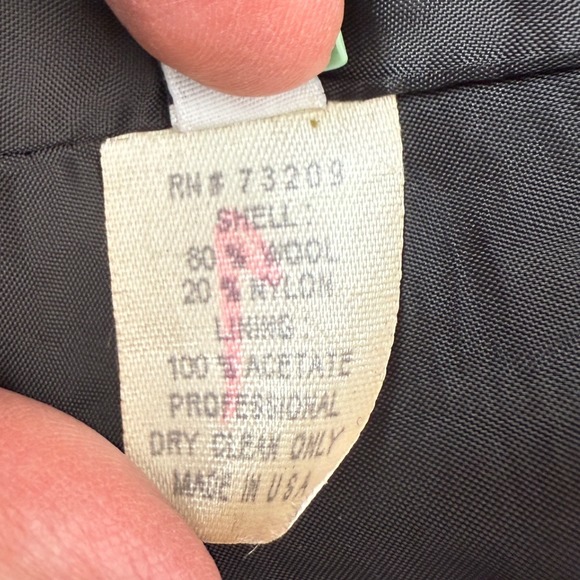 RN# 73209
SHELL:
80% WOOL
20% NYLON
LINING:
100% ACETATE
PROFESSIONAL
DRY CLEAN ONLY
MADE IN USA